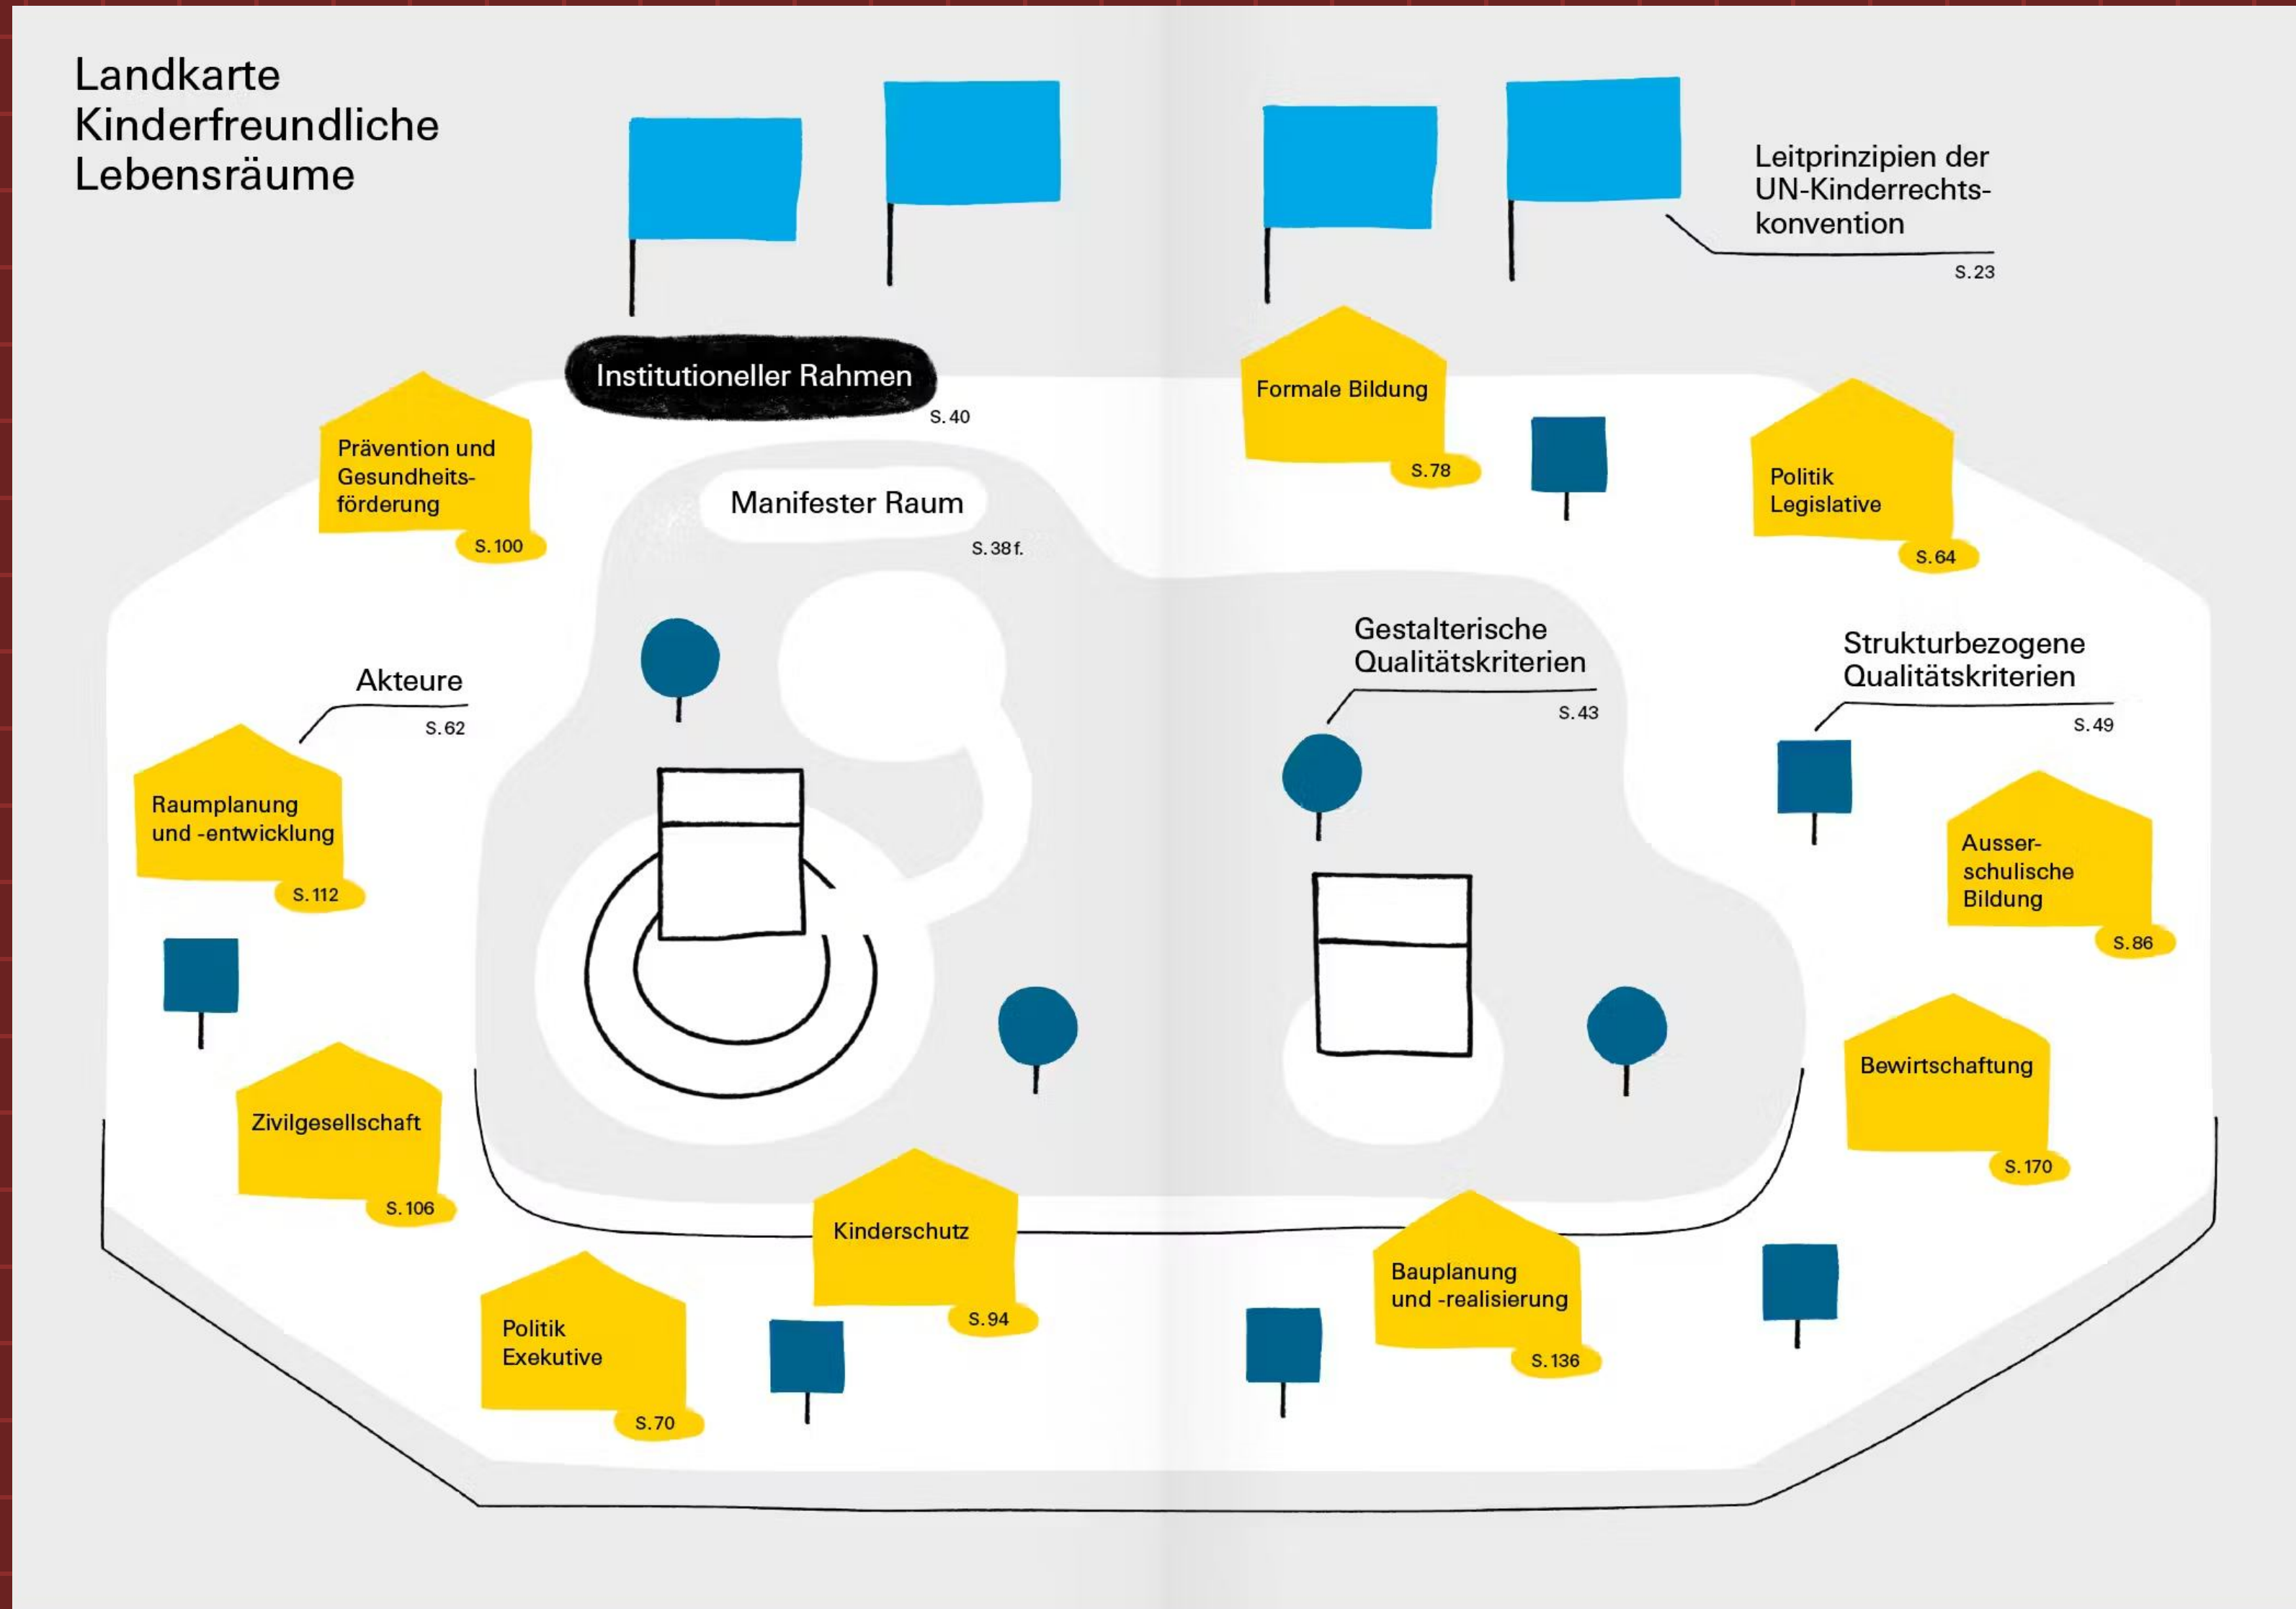 Landkarte
Kinderfreundliche
Lebensräume
Leitprinzipien der
UN-Kinderrechts-
konvention
S.23
Institutioneller Rahmen
S.40
Formale Bildung
S.78
Prävention und
Gesundheits-
förderung
S.100
Politik
Legislative
S.64
Manifester Raum
S.38f.
Akteure
S.62
Gestalterische
Qualitätskriterien
S.43
Strukturbezogene
Qualitätskriterien
S.49
Raumplanung
und -entwicklung
S.112
Ausser-
schulische
Bildung
S.86
Zivilgesellschaft
S.106
Bewirtschaftung
S.170
Kinderschutz
S.94
Bauplanung
und -realisierung
S.136
Politik
Exekutive
S.70